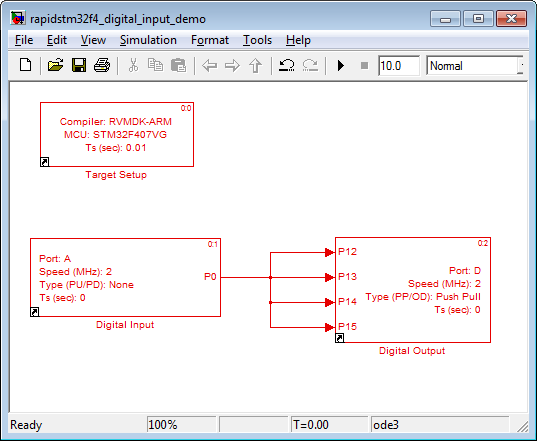 rapidstm32f4_digital_input_demo
File Edit View Simulation Format Tools Help
10.0 Normal
0:0
Compiler: RVMDK-ARM
MCU: STM32F407VG
Ts (sec): 0.01
Target Setup
0:1
Port: A
Speed (MHz): 2
Type (PU/PD): None
Ts (sec): 0
P0
Digital Input
0:2
P12
P13
P14
P15
Port: D
Speed (MHz): 2
Type (PP/OD): Push Pull
Ts (sec): 0
Digital Output
Ready 100% T=0.00 ode3